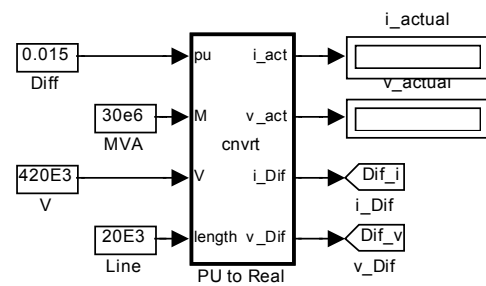 i_actual
0.015
pu
i_act
Diff
v_actual
30e6
M
v_act
MVA
cnvrt
420E3
V
i_Dif
Dif_i
V
i_Dif
20E3
length
v_Dif
Dif_v
Line
v_Dif
PU to Real